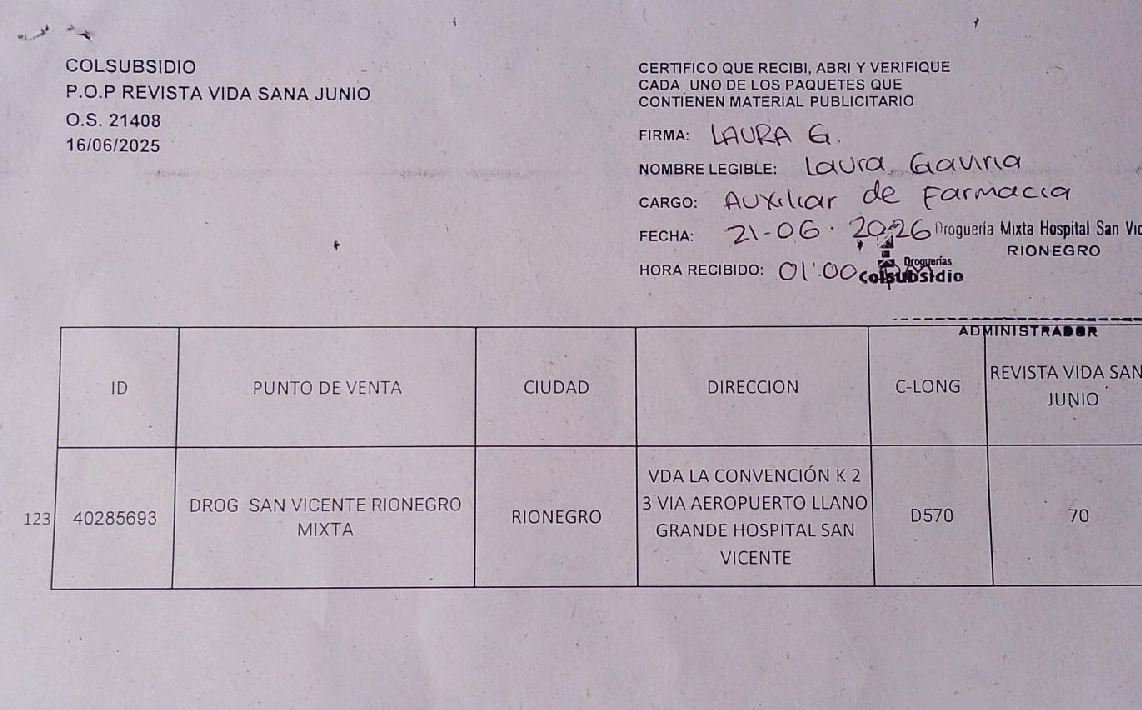 COLSUBSIDIO
P.O.P REVISTA VIDA SANA JUNIO
O.S. 21408
16/06/2025
CERTIFICO QUE RECIBI, ABRI Y VERIFIQUE
CADA UNO DE LOS PAQUETES QUE
CONTIENEN MATERIAL PUBLICITARIO
FIRMA: LAURA G.
NOMBRE LEGIBLE: Laura Gaviria
CARGO: Auxiliar de Farmacia
FECHA: 21-06-2026
HORA RECIBIDO: 01:00
Droguería Mixta Hospital San Vic
RIONEGRO
Droguerías
Colsubsidio
ADMINISTRADOR
ID
PUNTO DE VENTA
CIUDAD
DIRECCION
C-LONG
REVISTA VIDA SAN
JUNIO
123
40285693
DROG SAN VICENTE RIONEGRO
MIXTA
RIONEGRO
VDA LA CONVENCIÓN K 2
3 VIA AEROPUERTO LLANO
GRANDE HOSPITAL SAN
VICENTE
D570
70